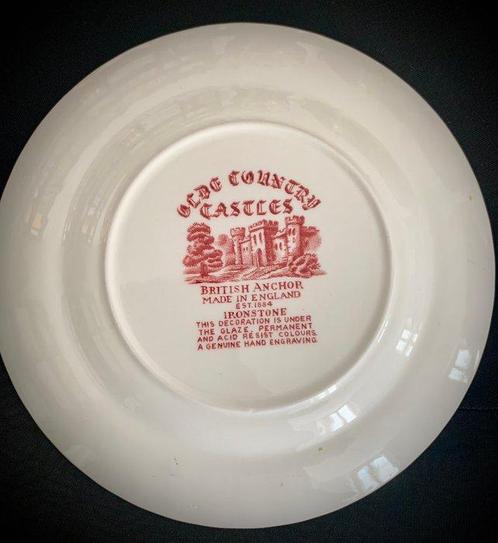 OLDE COUNTRY
CASTLES
BRITISH ANCHOR
MADE IN ENGLAND
EST. 1884
IRONSTONE
THIS DECORATION IS UNDER
THE GLAZE, PERMANENT
AND ACID RESIST COLOURS.
A GENUINE HAND ENGRAVING.